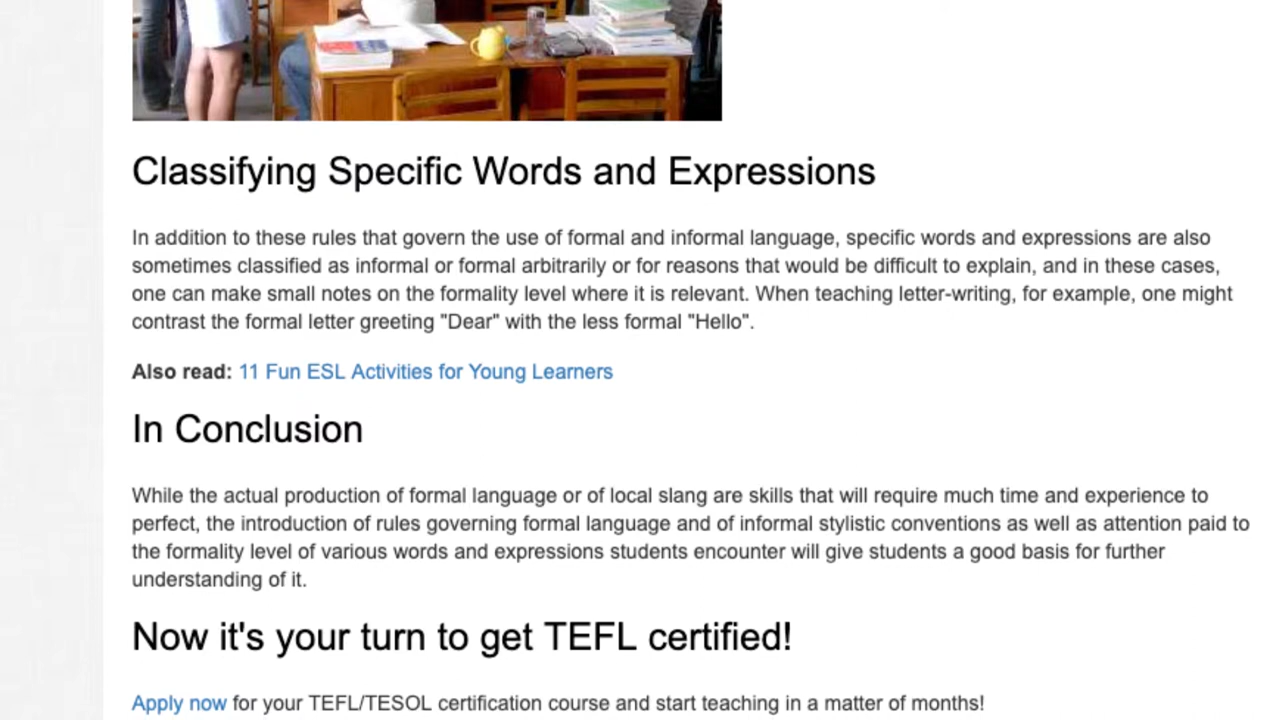 Classifying Specific Words and Expressions
In addition to these rules that govern the use of formal and informal language, specific words and expressions are also
sometimes classified as informal or formal arbitrarily or for reasons that would be difficult to explain, and in these cases,
one can make small notes on the formality level where it is relevant. When teaching letter-writing, for example, one might
contrast the formal letter greeting "Dear" with the less formal "Hello".
Also read: 11 Fun ESL Activities for Young Learners
In Conclusion
While the actual production of formal language or of local slang are skills that will require much time and experience to
perfect, the introduction of rules governing formal language and of informal stylistic conventions as well as attention paid to
the formality level of various words and expressions students encounter will give students a good basis for further
understanding of it.
Now it's your turn to get TEFL certified!
Apply now for your TEFL/TESOL certification course and start teaching in a matter of months!